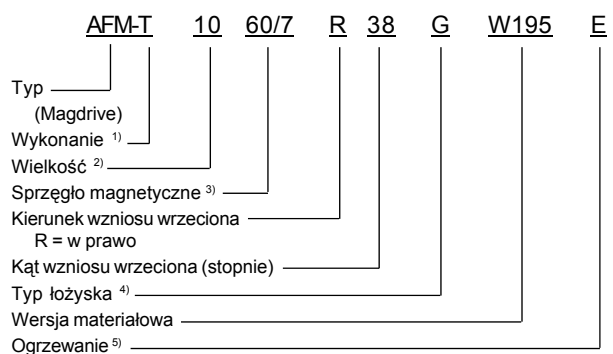 AFM-T 10 60/7 R 38 G W195 E
Typ
(Magdrive)
Wykonanie 1)
Wielkość 2)
Sprzęgło magnetyczne 3)
Kierunek wzniosu wrzeciona
R = w prawo
Kąt wzniosu wrzeciona (stopnie)
Typ łożyska 4)
Wersja materiałowa
Ogrzewanie 5)